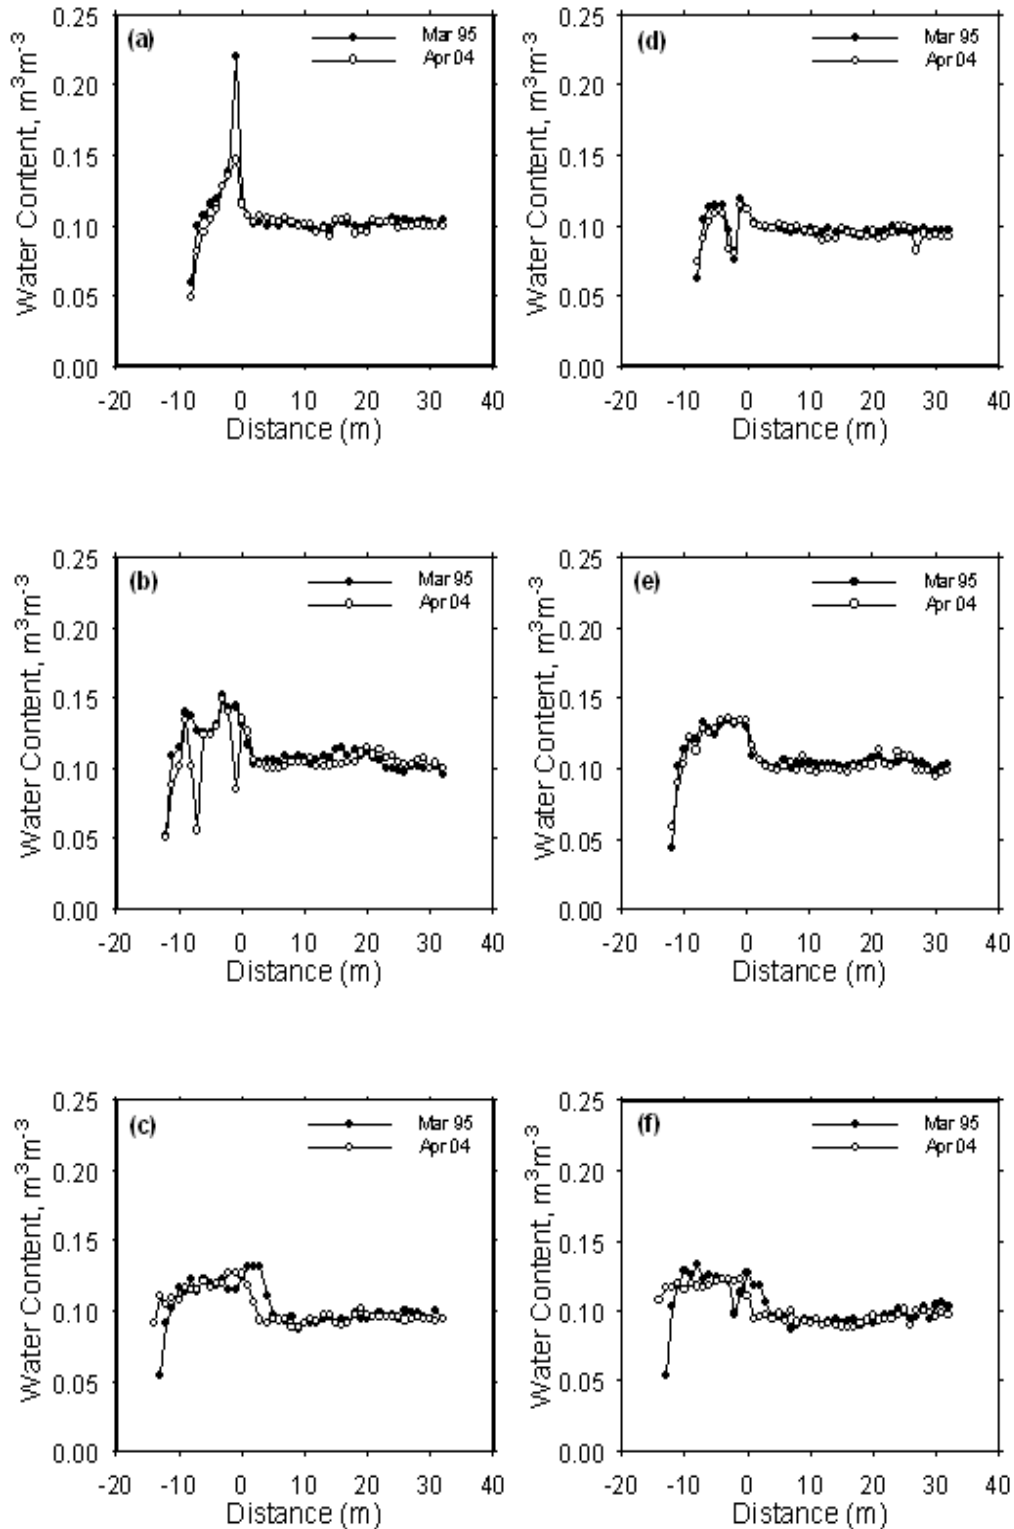 (a)
Mar 95
Apr 04
0.25
0.20
0.15
0.10
0.05
0.00
-20 -10 0 10 20 30 40
Water Content, m³m⁻³
Distance (m)
(d)
Mar 95
Apr 04
0.25
0.20
0.15
0.10
0.05
0.00
-20 -10 0 10 20 30 40
Water Content, m³m⁻³
Distance (m)
(b)
Mar 95
Apr 04
0.25
0.20
0.15
0.10
0.05
0.00
-20 -10 0 10 20 30 40
Water Content, m³m⁻³
Distance (m)
(e)
Mar 95
Apr 04
0.25
0.20
0.15
0.10
0.05
0.00
-20 -10 0 10 20 30 40
Water Content, m³m⁻³
Distance (m)
(c)
Mar 95
Apr 04
0.25
0.20
0.15
0.10
0.05
0.00
-20 -10 0 10 20 30 40
Water Content, m³m⁻³
Distance (m)
(f)
Mar 95
Apr 04
0.25
0.20
0.15
0.10
0.05
0.00
-20 -10 0 10 20 30 40
Water Content, m³m⁻³
Distance (m)